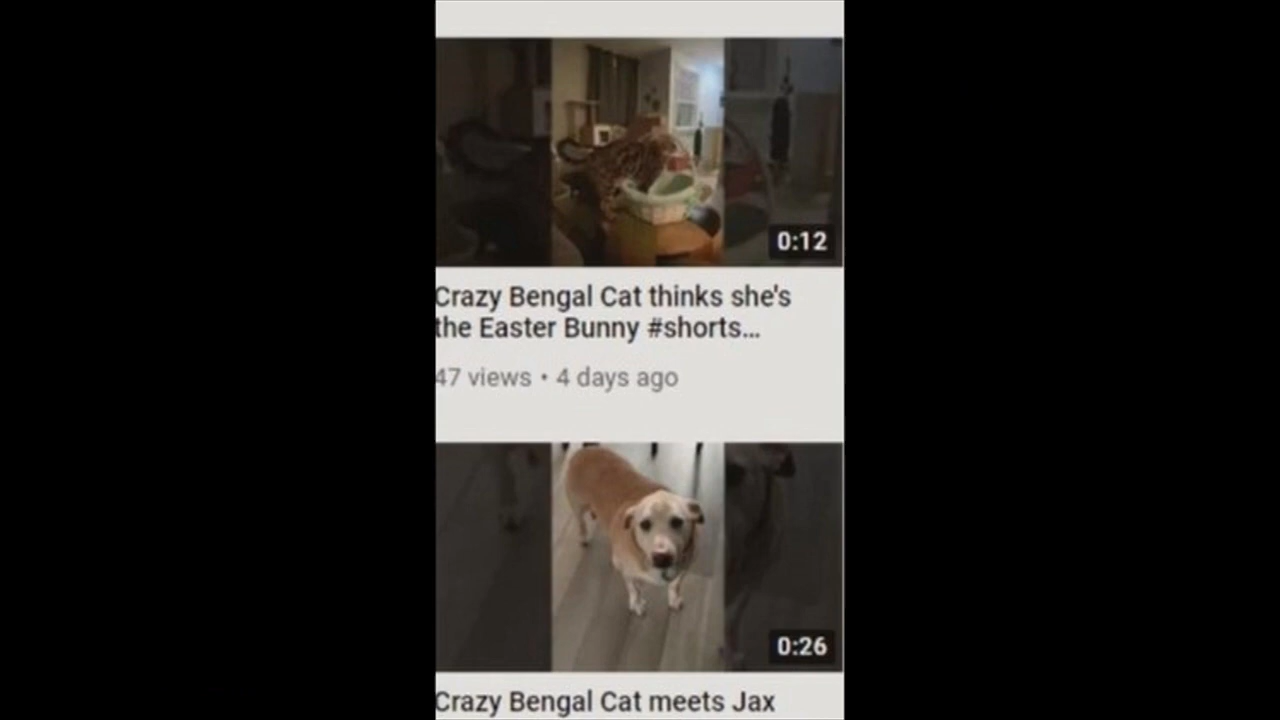 0:12
Crazy Bengal Cat thinks she's
the Easter Bunny #shorts...
47 views • 4 days ago
0:26
Crazy Bengal Cat meets Jax